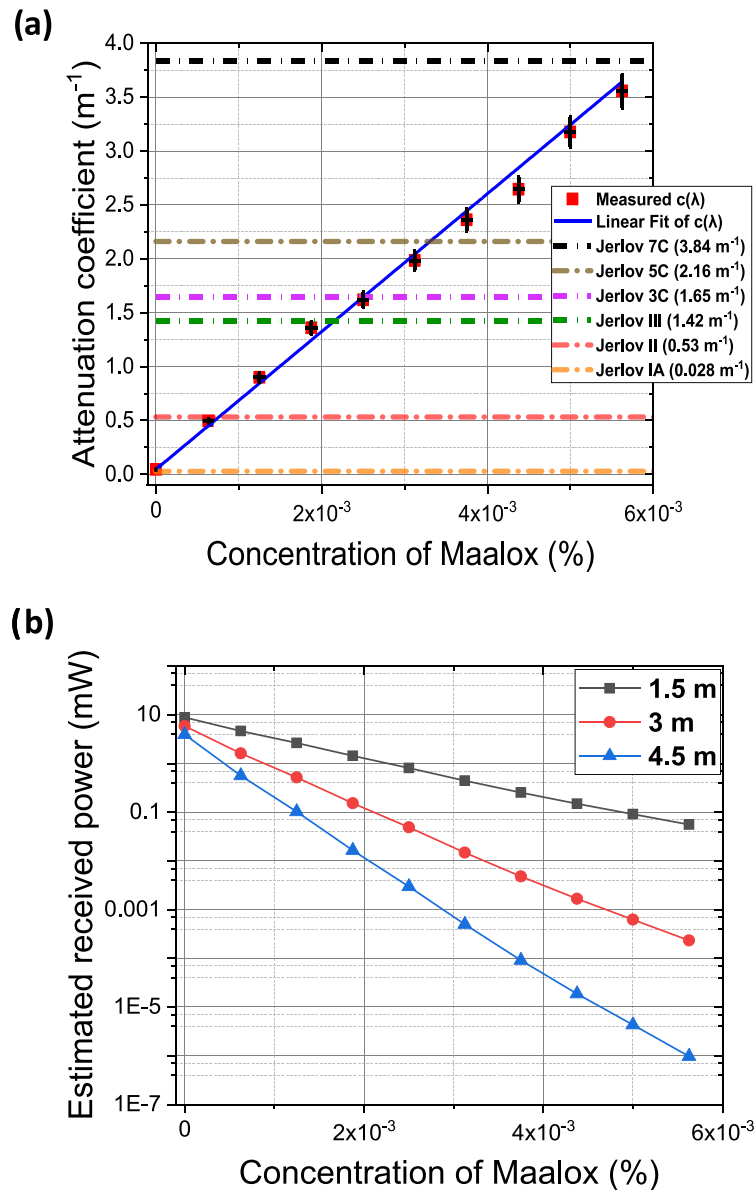 (a)
Attenuation coefficient (m⁻¹)
4.0
3.5
3.0
2.5
2.0
1.5
1.0
0.5
0.0
Measured c(λ)
Linear Fit of c(λ)
Jerlov 7C (3.84 m⁻¹)
Jerlov 5C (2.16 m⁻¹)
Jerlov 3C (1.65 m⁻¹)
Jerlov III (1.42 m⁻¹)
Jerlov II (0.53 m⁻¹)
Jerlov IA (0.028 m⁻¹)
0 2x10⁻³ 4x10⁻³ 6x10⁻³
Concentration of Maalox (%)
(b)
Estimated received power (mW)
10
0.1
0.001
1E-5
1E-7
1.5 m
3 m
4.5 m
0 2x10⁻³ 4x10⁻³ 6x10⁻³
Concentration of Maalox (%)